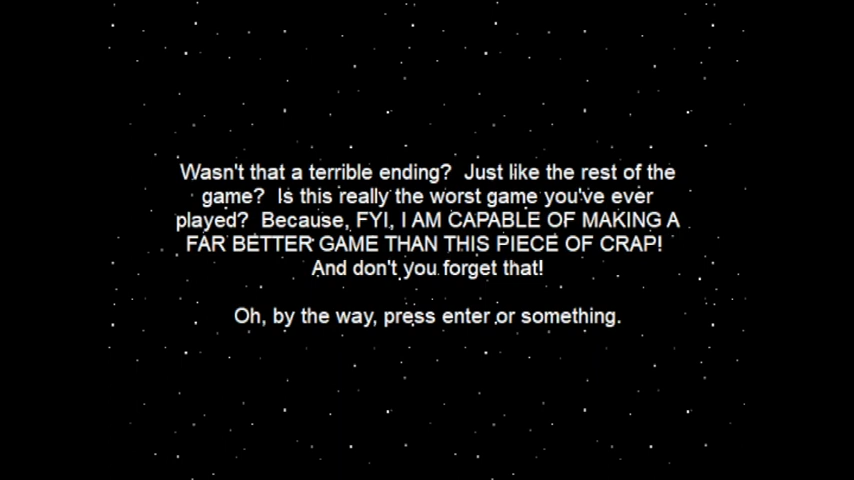 Wasn't that a terrible ending?  Just like the rest of the
game?  Is this really the worst game you've ever
played?  Because, FYI, I AM CAPABLE OF MAKING A
FAR BETTER GAME THAN THIS PIECE OF CRAP!
And don't you forget that!
Oh, by the way, press enter or something.